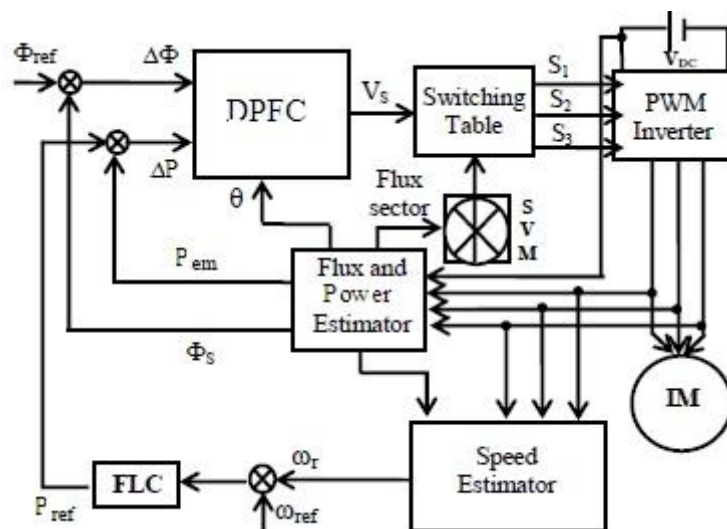 Φref
ΔΦ
DPFC
Vs
Switching
Table
S1
S2
S3
VDC
PWM
Inverter
ΔP
θ
Flux
sector
S
V
M
Pem
Flux and
Power
Estimator
Φs
IM
ωr
Speed
Estimator
FLC
Pref
ωref